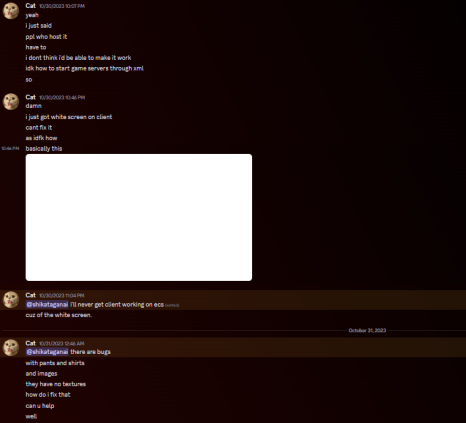 Cat 10/30/2023 10:07 PM
yeah
i just said
ppl who host it
have to
i dont think i'd be able to make it work
idk how to start game servers through xml
so
Cat 10/30/2023 10:46 PM
damn
i just got white screen on client
cant fix it
as idfk how
10:46 PM basically this
Cat 10/30/2023 11:04 PM
@shikataganai I'll never get client working on ecs (edited)
cuz of the white screen.
October 31, 2023
Cat 10/31/2023 12:46 AM
@shikataganai there are bugs
with pants and shirts
and images
they have no textures
how do i fix that
can u help
well